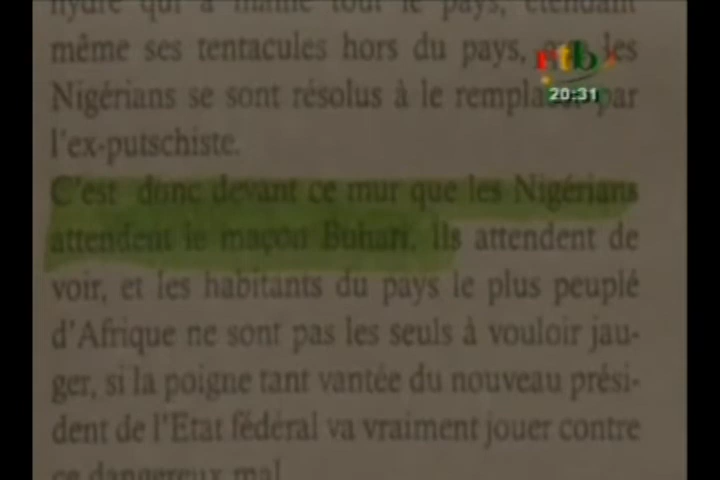 hydre qui a miné tout le pays, étendant
même ses tentacules hors du pays, que les
Nigérians se sont résolus à le remplacer par
l'ex-putschiste.
C'est donc devant ce mur que les Nigérians
attendent le maçon Buhari. Ils attendent de
voir, et les habitants du pays le plus peuplé
d'Afrique ne sont pas les seuls à vouloir jau-
ger, si la poigne tant vantée du nouveau prési-
dent de l'Etat fédéral va vraiment jouer contre
ce dangereux mal
rtb
20:31